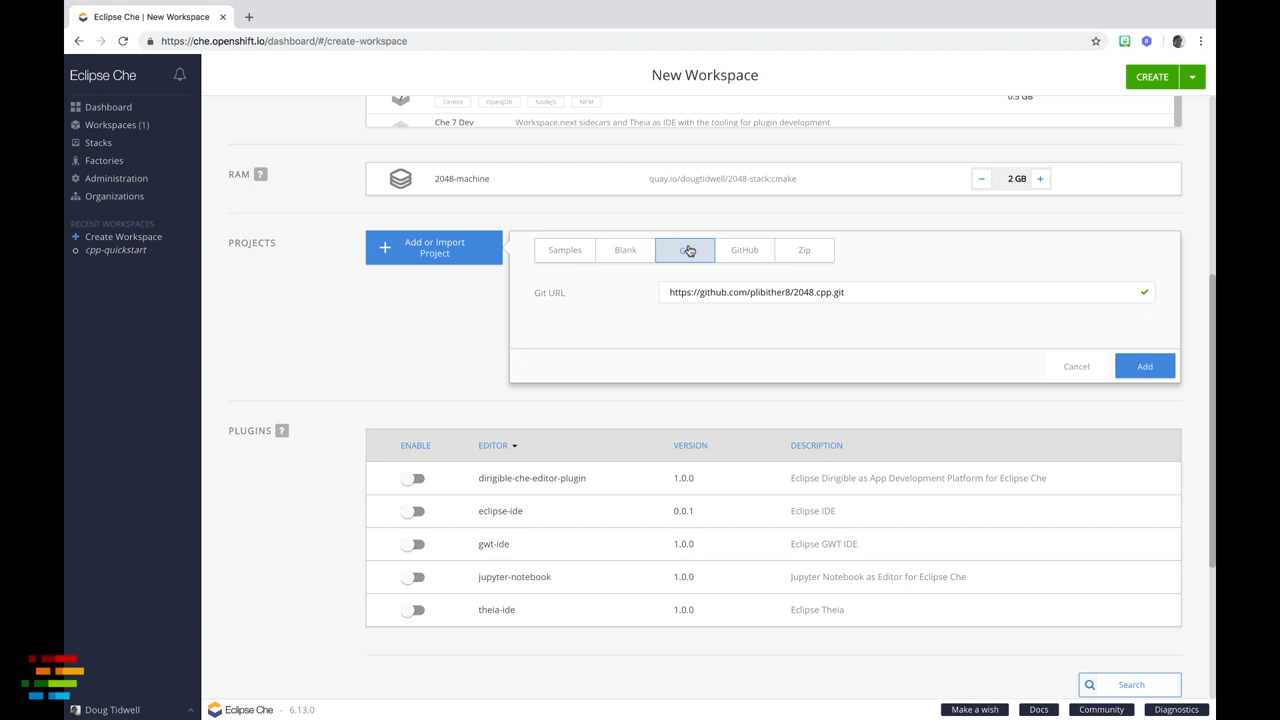 Eclipse Che | New Workspace
https://che.openshift.io/dashboard/#/create-workspace
Eclipse Che
New Workspace
CREATE
Dashboard
Workspaces (1)
Stacks
Factories
Administration
Organizations
RECENT WORKSPACES
Create Workspace
cpp-quickstart
Centos
OpenJDK
NodeJS
NPM
0.5 GB
Che 7 Dev
Workspace.next sidecars and Theia as IDE with the tooling for plugin development
RAM ?
2048-machine
quay.io/dougtidwell/2048-stack:cmake
2 GB
PROJECTS
Add or Import
Project
Samples
Blank
GitHub
Zip
Git URL
https://github.com/plibither8/2048.cpp.git
Cancel
Add
PLUGINS ?
ENABLE
EDITOR
VERSION
DESCRIPTION
dirigible-che-editor-plugin
1.0.0
Eclipse Dirigible as App Development Platform for Eclipse Che
eclipse-ide
0.0.1
Eclipse IDE
gwt-ide
1.0.0
Eclipse GWT IDE
jupyter-notebook
1.0.0
Jupyter Notebook as Editor for Eclipse Che
theia-ide
1.0.0
Eclipse Theia
Search
Doug Tidwell
Eclipse Che - 6.13.0
Make a wish
Docs
Community
Diagnostics